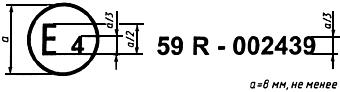 a E 4 a/3 a/2 59 R - 002439 a/3
a=8 мм, не менее